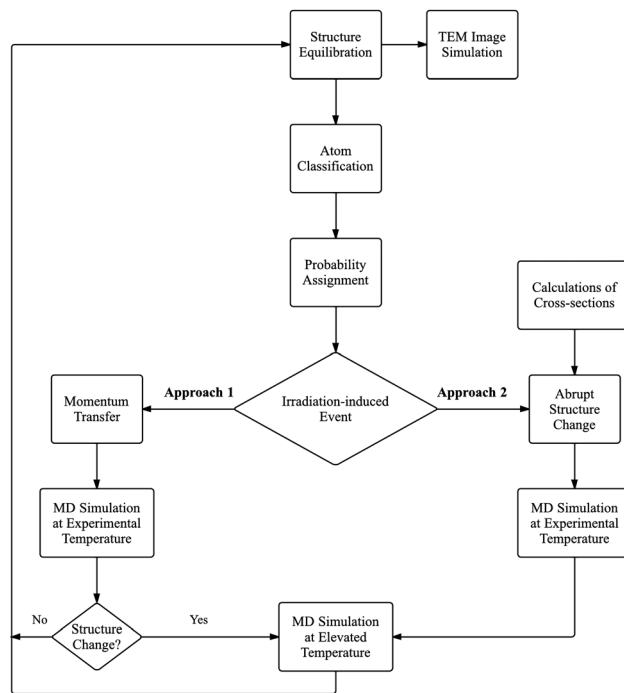 Structure
Equilibration
TEM Image
Simulation
Atom
Classification
Probability
Assignment
Calculations of
Cross-sections
Approach 1
Irradiation-induced
Event
Approach 2
Momentum
Transfer
Abrupt
Structure
Change
MD Simulation
at Experimental
Temperature
MD Simulation
at Experimental
Temperature
No
Structure
Change?
Yes
MD Simulation
at Elevated
Temperature